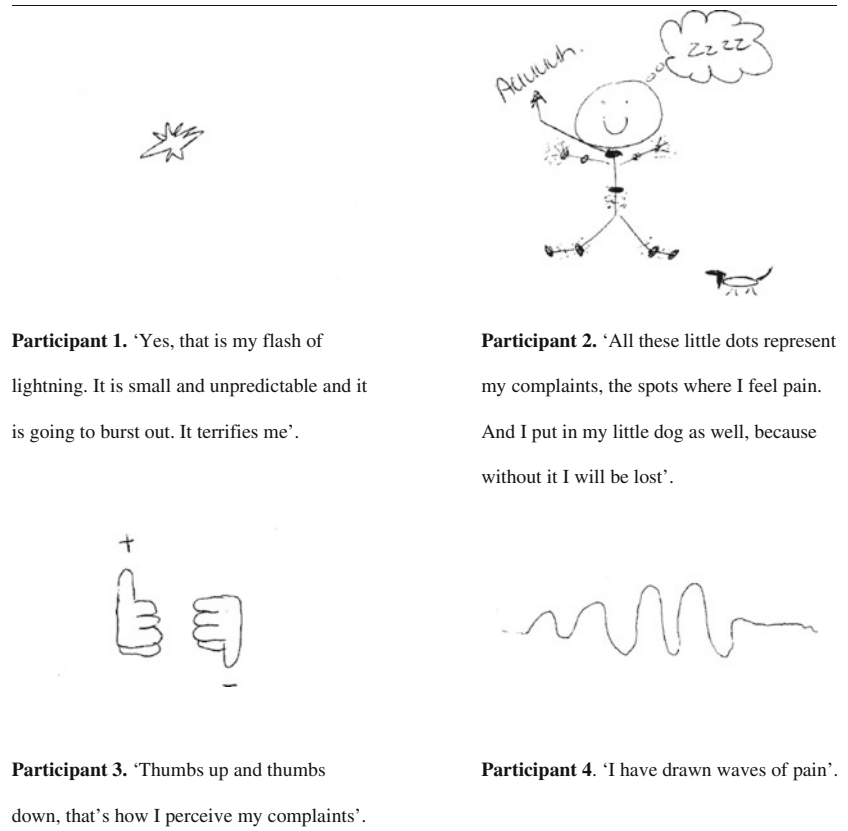 Auuuuh.
Zzzz
Participant 1. ‘Yes, that is my flash of
lightning. It is small and unpredictable and it
is going to burst out. It terrifies me’.
Participant 2. ‘All these little dots represent
my complaints, the spots where I feel pain.
And I put in my little dog as well, because
without it I will be lost’.
+
−
Participant 3. ‘Thumbs up and thumbs
down, that’s how I perceive my complaints’.
Participant 4. ‘I have drawn waves of pain’.